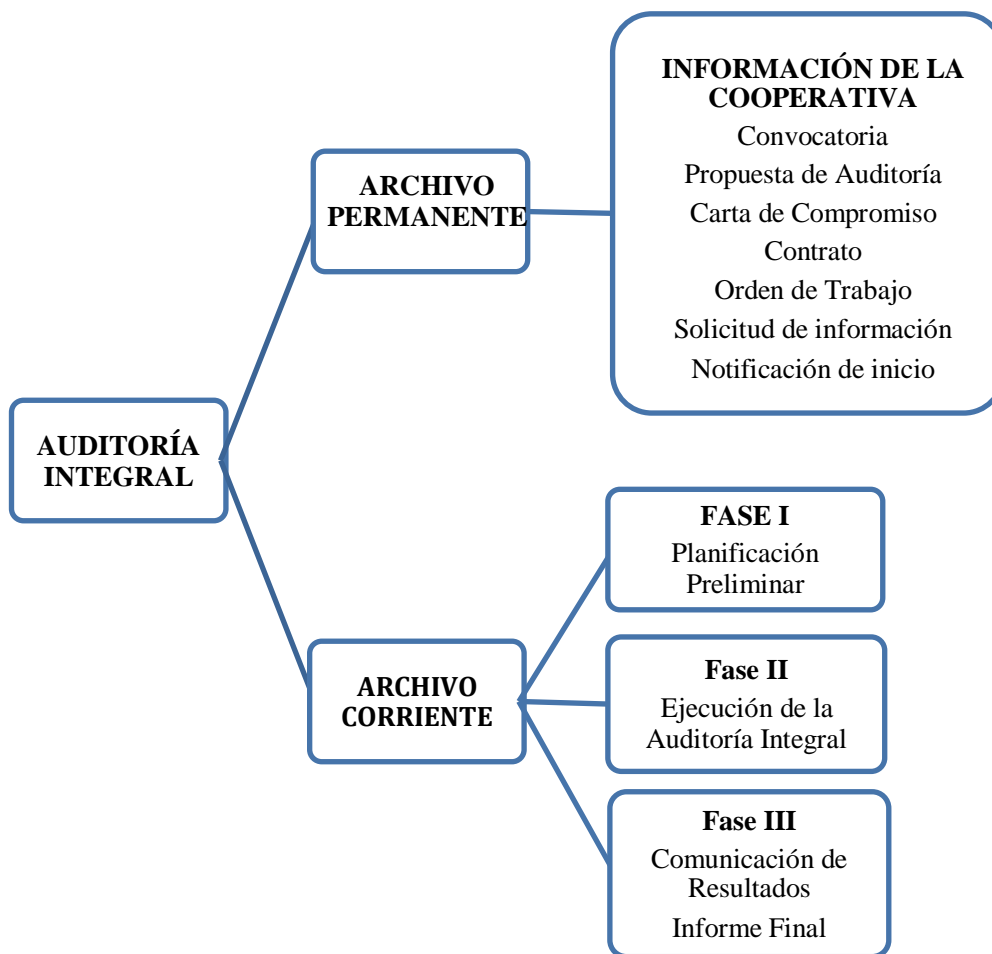 AUDITORÍA
INTEGRAL
ARCHIVO
PERMANENTE
INFORMACIÓN DE LA
COOPERATIVA
Convocatoria
Propuesta de Auditoría
Carta de Compromiso
Contrato
Orden de Trabajo
Solicitud de información
Notificación de inicio
ARCHIVO
CORRIENTE
FASE I
Planificación
Preliminar
Fase II
Ejecución de la
Auditoría Integral
Fase III
Comunicación de
Resultados
Informe Final